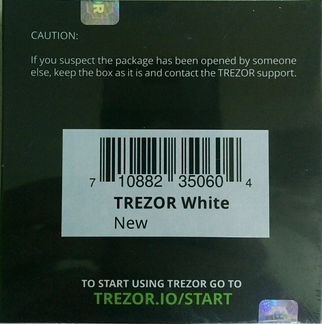 CAUTION:
If you suspect the package has been opened by someone
else, keep the box as it is and contact the TREZOR support.
7 10882 35060 4
TREZOR White
New
TO START USING TREZOR GO TO
TREZOR.IO/START